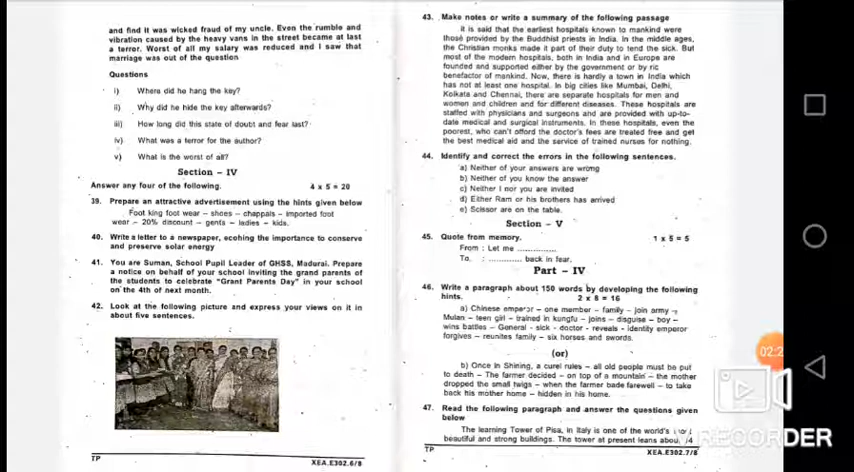 and find it was wicked fraud of my uncle. Even the rumble and
vibration caused by the heavy vans in the street became at last
a terror. Worst of all my salary was reduced and I saw that
marriage was out of the question
Questions
i) Where did he hang the key?
ii) Why did he hide the key afterwards?
iii) How long did this state of doubt and fear last?
iv) What was a terror for the author?
v) What is the worst of all?
Section - IV
Answer any four of the following. 4 x 5 = 20
39. Prepare an attractive advertisement using the hints given below
Foot king foot wear – shoes – chappals – imported foot
wear – 20% discount – gents – ladies – kids.
40. Write a letter to a newspaper, echoing the importance to conserve
and preserve solar energy
41. You are Suman, School Pupil Leader of GHSS, Madurai. Prepare
a notice on behalf of your school inviting the grand parents of
the students to celebrate "Grant Parents Day" in your school
on the 4th of next month.
42. Look at the following picture and express your views on it in
about five sentences.
TP XEA.E302.6/8
43. Make notes or write a summary of the following passage
It is said that the earliest hospitals known to mankind were
those provided by the Buddhist priests in India. In the middle ages,
the Christian monks made it part of their duty to tend the sick. But
most of the modern hospitals, both in India and in Europe are
founded and supported either by the government or by ric
benefactor of mankind. Now, there is hardly a town in India which
has not at least one hospital. In big cities like Mumbai, Delhi,
Kolkata and Chennai, there are separate hospitals for men and
women and children and for different diseases. These hospitals are
staffed with physicians and surgeons and are provided with up-to-
date medical and surgical instruments. In these hospitals, even the
poorest, who can't offord the doctor's fees are treated free and get
the best medical aid and the service of trained nurses for nothing.
44. Identify and correct the errors in the following sentences.
a) Neither of your answers are wrong
b) Neither of you know the answer
c) Neither I nor you are invited
d) Either Ram or his brothers has arrived
e) Scissor are on the table.
Section – V
45. Quote from memory. 1 x 5 = 5
From : Let me .............
To. : ........... back in fear.
Part – IV
46. Write a paragraph about 150 words by developing the following
hints. 2 x 8 = 16
a) Chinese emperor – one member – family – join army –
Mulan – teen girl – trained in kungfu – joins – disguise – boy –
wins battles – General – sick – doctor – reveals – identity emperor
forgives – reunites family – six horses and swords.
(or)
b) Once in Shining, a curel rules – all old people must be put
to death – The farmer decided – on top of a mountain – the mother
dropped the small twigs – when the farmer bade farewell – to take
back his mother home – hidden in his home.
47. Read the following paragraph and answer the questions given
below
The learning Tower of Pisa, in Italy is one of the world's
beautiful and strong buildings. The tower at present leans about
TP XEA.E302.7/8
02:2
RECORDER